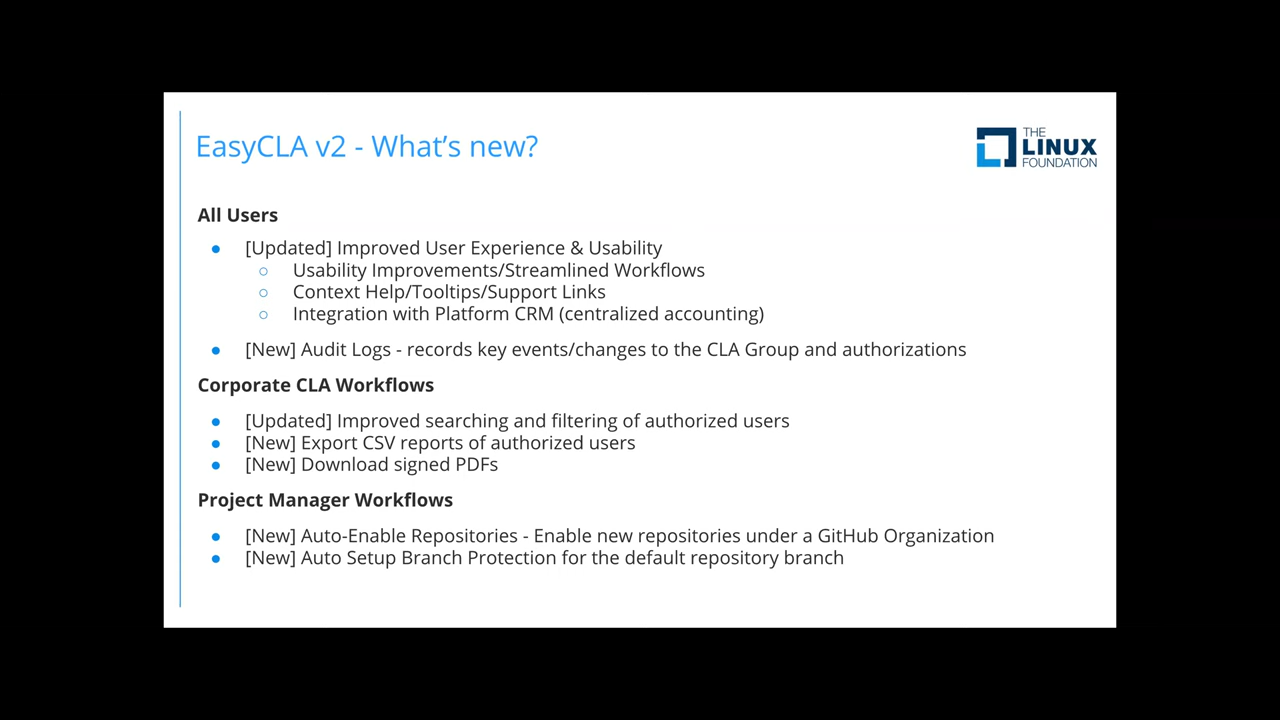 EasyCLA v2 - What's new?
THE
LINUX
FOUNDATION
All Users
● [Updated] Improved User Experience & Usability
○ Usability Improvements/Streamlined Workflows
○ Context Help/Tooltips/Support Links
○ Integration with Platform CRM (centralized accounting)
● [New] Audit Logs - records key events/changes to the CLA Group and authorizations
Corporate CLA Workflows
● [Updated] Improved searching and filtering of authorized users
● [New] Export CSV reports of authorized users
● [New] Download signed PDFs
Project Manager Workflows
● [New] Auto-Enable Repositories - Enable new repositories under a GitHub Organization
● [New] Auto Setup Branch Protection for the default repository branch